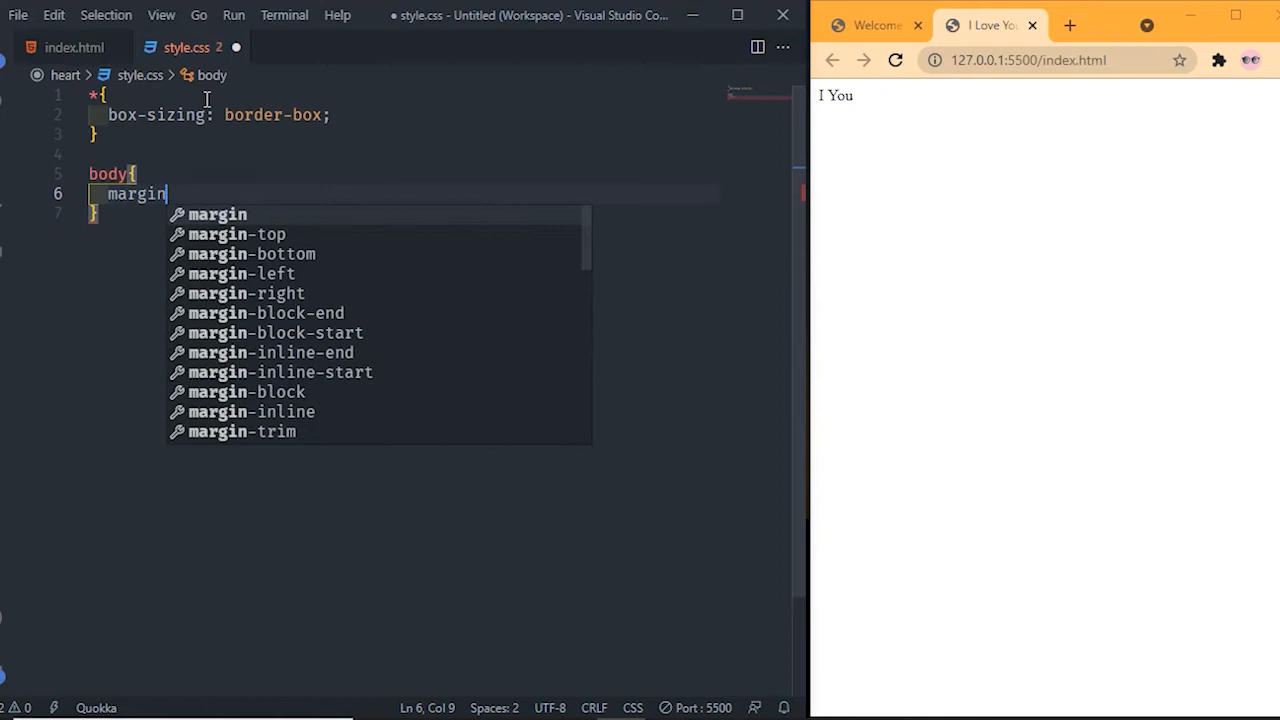 File Edit Selection View Go Run Terminal Help ● style.css - Untitled (Workspace) - Visual Studio Co...
index.html style.css 2 ●
heart > style.css > body
1 *{
2 box-sizing: border-box;
3 }
4
5 body{
6 margin
7 }
margin
margin-top
margin-bottom
margin-left
margin-right
margin-block-end
margin-block-start
margin-inline-end
margin-inline-start
margin-block
margin-inline
margin-trim
2 0 Quokka Ln 6, Col 9 Spaces: 2 UTF-8 CRLF CSS Port : 5500
Welcome I Love You
127.0.0.1:5500/index.html
I You